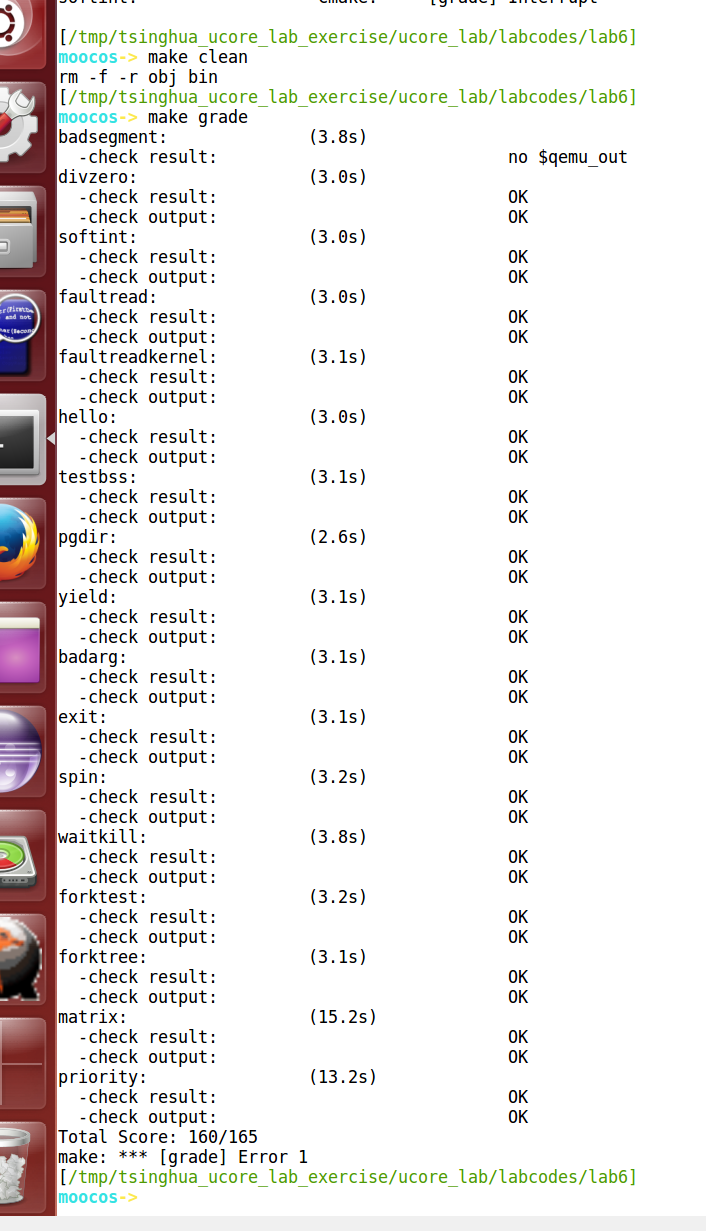 softint: cmake: [grade] Interrupt
[/tmp/tsinghua_ucore_lab_exercise/ucore_lab/labcodes/lab6]
moocos-> make clean
rm -f -r obj bin
[/tmp/tsinghua_ucore_lab_exercise/ucore_lab/labcodes/lab6]
moocos-> make grade
badsegment: (3.8s)
-check result: no $qemu_out
divzero: (3.0s)
-check result: OK
-check output: OK
softint: (3.0s)
-check result: OK
-check output: OK
faultread: (3.0s)
-check result: OK
-check output: OK
faultreadkernel: (3.1s)
-check result: OK
-check output: OK
hello: (3.0s)
-check result: OK
-check output: OK
testbss: (3.1s)
-check result: OK
-check output: OK
pgdir: (2.6s)
-check result: OK
-check output: OK
yield: (3.1s)
-check result: OK
-check output: OK
badarg: (3.1s)
-check result: OK
-check output: OK
exit: (3.1s)
-check result: OK
-check output: OK
spin: (3.2s)
-check result: OK
-check output: OK
waitkill: (3.8s)
-check result: OK
-check output: OK
forktest: (3.2s)
-check result: OK
-check output: OK
forktree: (3.1s)
-check result: OK
-check output: OK
matrix: (15.2s)
-check result: OK
-check output: OK
priority: (13.2s)
-check result: OK
-check output: OK
Total Score: 160/165
make: *** [grade] Error 1
[/tmp/tsinghua_ucore_lab_exercise/ucore_lab/labcodes/lab6]
moocos->